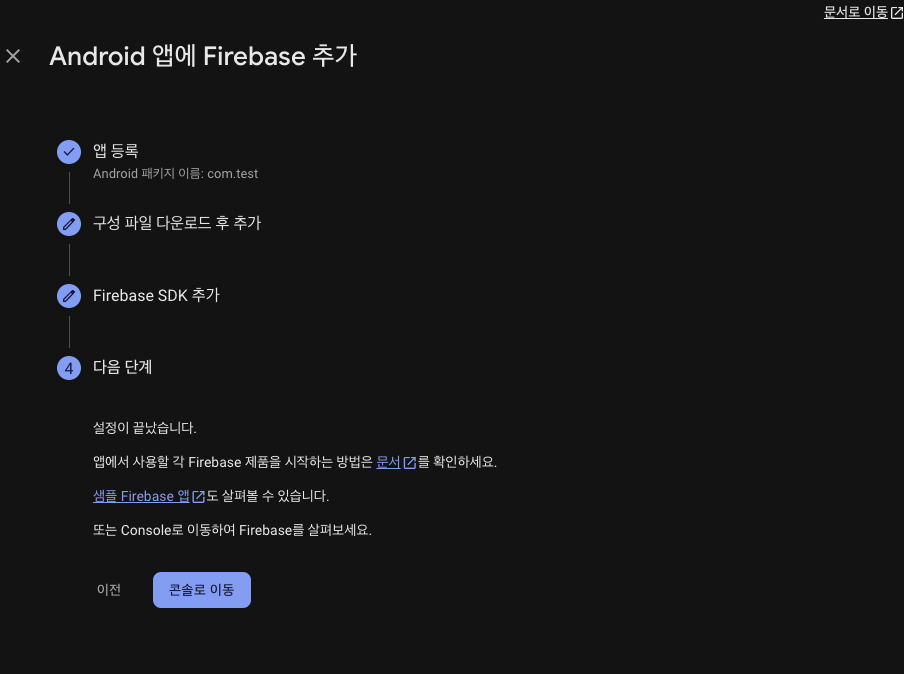 문서로 이동
Android 앱에 Firebase 추가
앱 등록
Android 패키지 이름: com.test
구성 파일 다운로드 후 추가
Firebase SDK 추가
4 다음 단계
설정이 끝났습니다.
앱에서 사용할 각 Firebase 제품을 시작하는 방법은 문서를 확인하세요.
샘플 Firebase 앱도 살펴볼 수 있습니다.
또는 Console로 이동하여 Firebase를 살펴보세요.
이전 콘솔로 이동